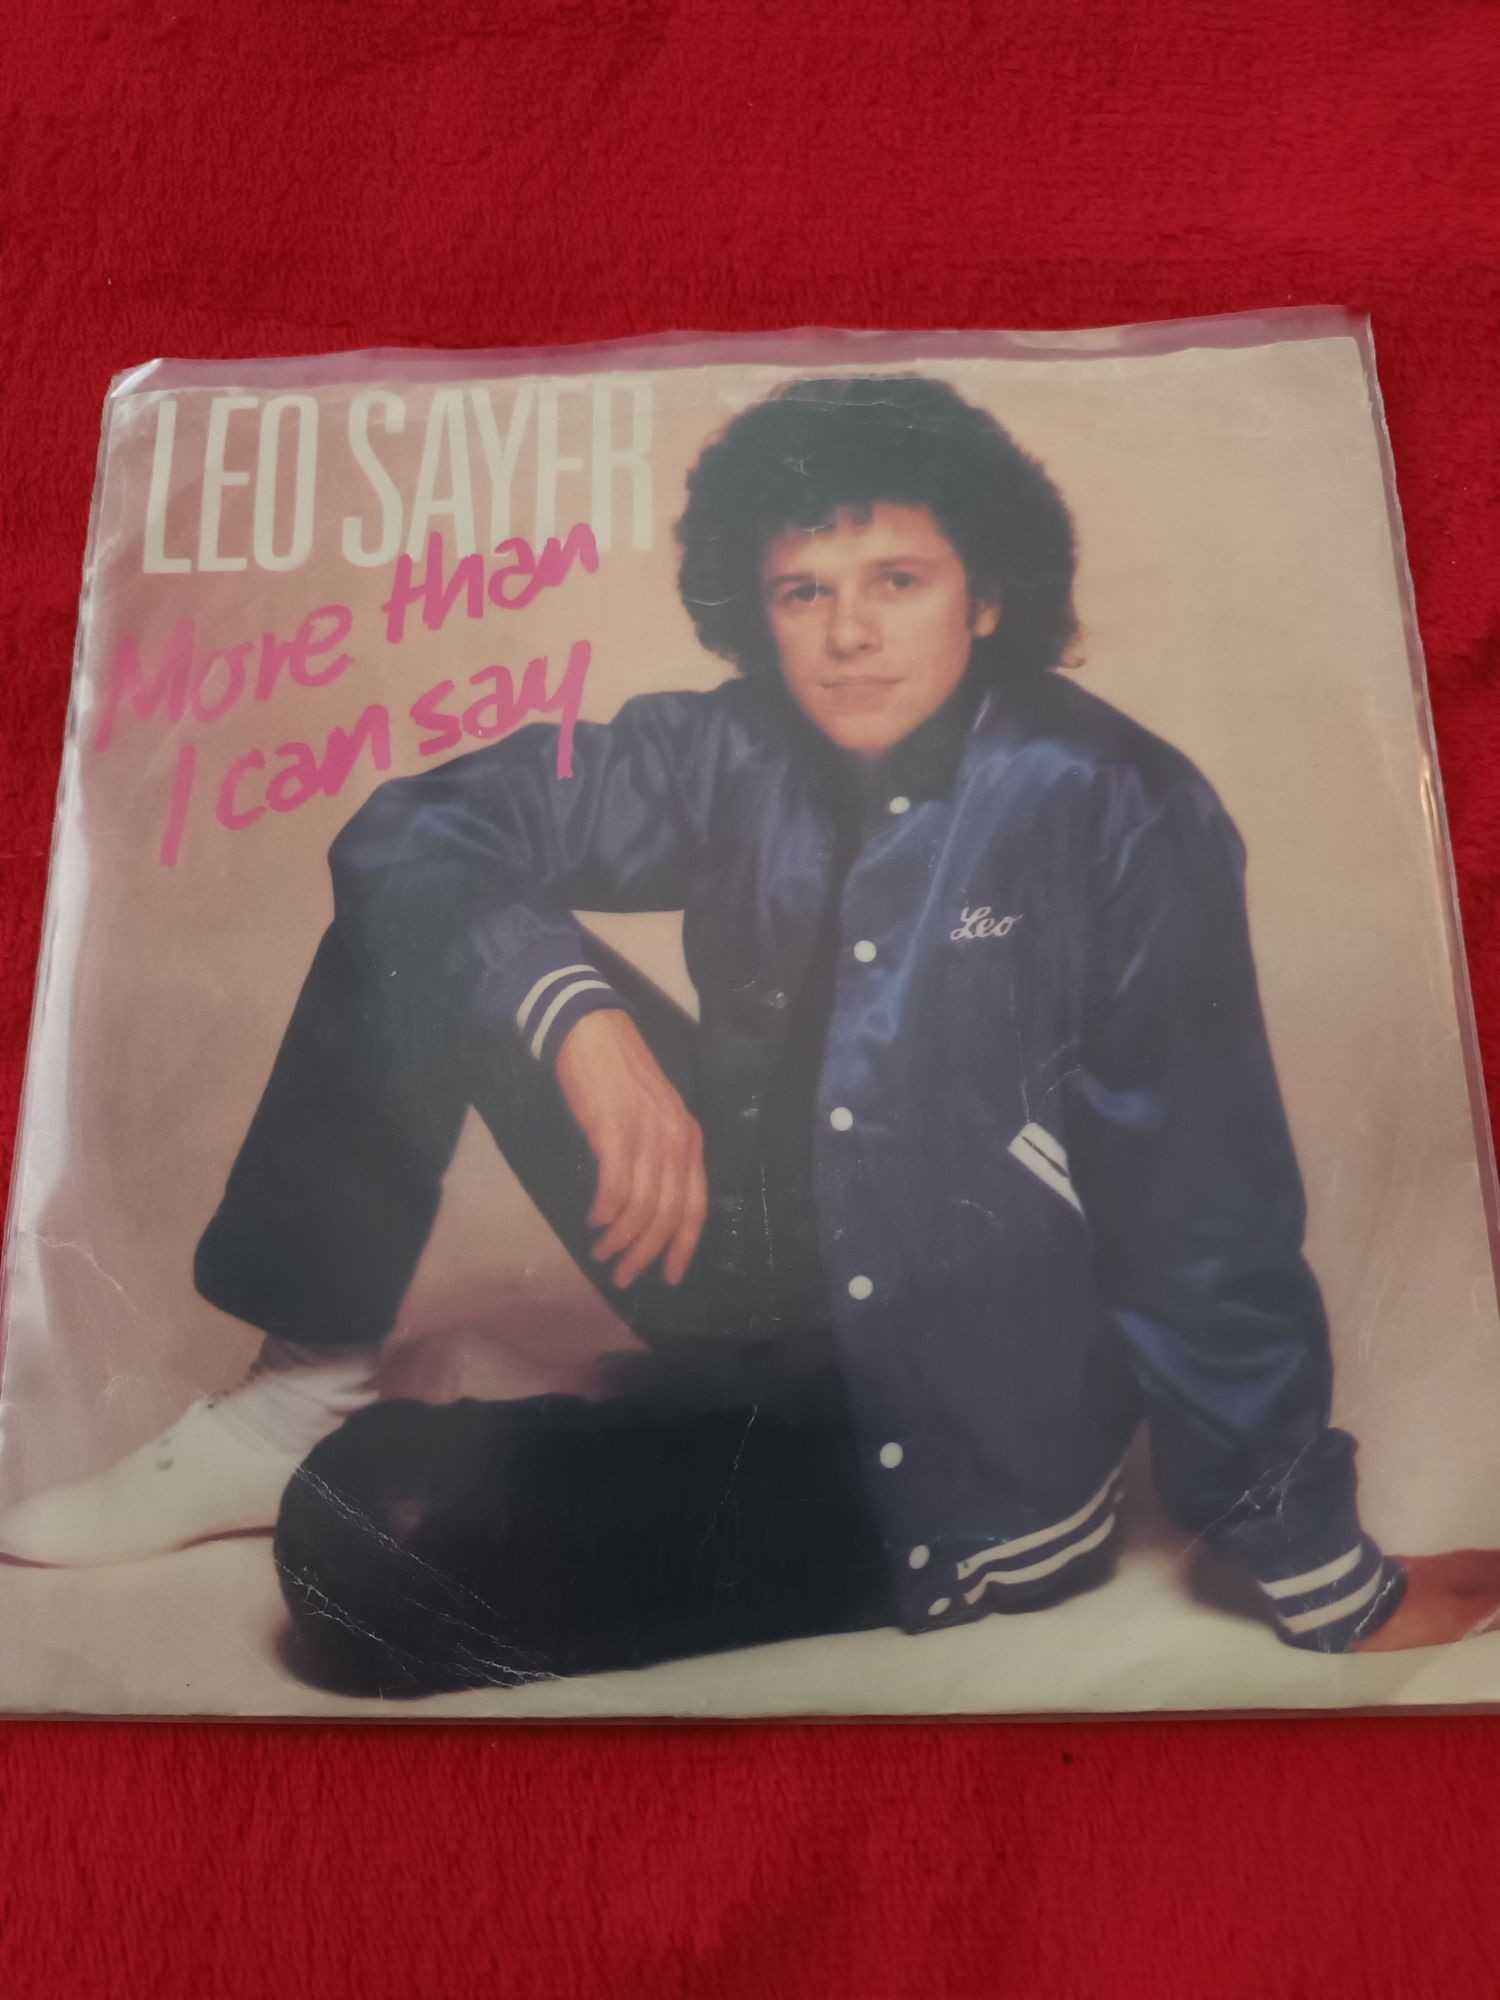 LEO SAYER
More than
I can say
Leo